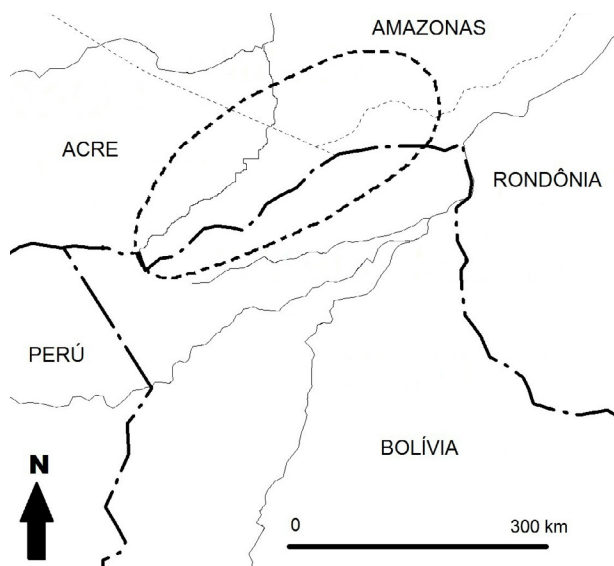 AMAZONAS
ACRE
RONDÔNIA
PERÚ
BOLÍVIA
N
0 300 km